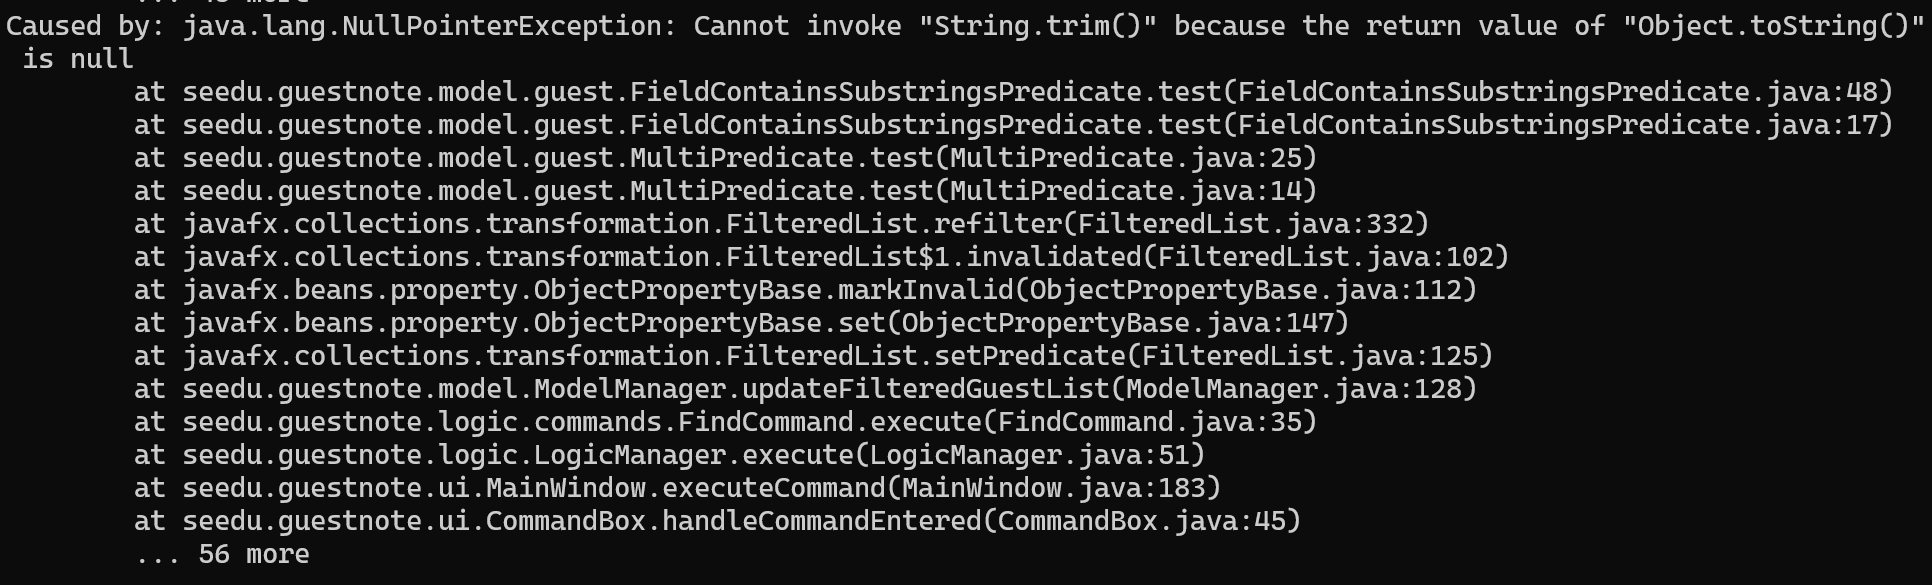 Caused by: java.lang.NullPointerException: Cannot invoke "String.trim()" because the return value of "Object.toString()"
 is null
        at seedu.guestnote.model.guest.FieldContainsSubstringsPredicate.test(FieldContainsSubstringsPredicate.java:48)
        at seedu.guestnote.model.guest.FieldContainsSubstringsPredicate.test(FieldContainsSubstringsPredicate.java:17)
        at seedu.guestnote.model.guest.MultiPredicate.test(MultiPredicate.java:25)
        at seedu.guestnote.model.guest.MultiPredicate.test(MultiPredicate.java:14)
        at javafx.collections.transformation.FilteredList.refilter(FilteredList.java:332)
        at javafx.collections.transformation.FilteredList$1.invalidated(FilteredList.java:102)
        at javafx.beans.property.ObjectPropertyBase.markInvalid(ObjectPropertyBase.java:112)
        at javafx.beans.property.ObjectPropertyBase.set(ObjectPropertyBase.java:147)
        at javafx.collections.transformation.FilteredList.setPredicate(FilteredList.java:125)
        at seedu.guestnote.model.ModelManager.updateFilteredGuestList(ModelManager.java:128)
        at seedu.guestnote.logic.commands.FindCommand.execute(FindCommand.java:35)
        at seedu.guestnote.logic.LogicManager.execute(LogicManager.java:51)
        at seedu.guestnote.ui.MainWindow.executeCommand(MainWindow.java:183)
        at seedu.guestnote.ui.CommandBox.handleCommandEntered(CommandBox.java:45)
        ... 56 more